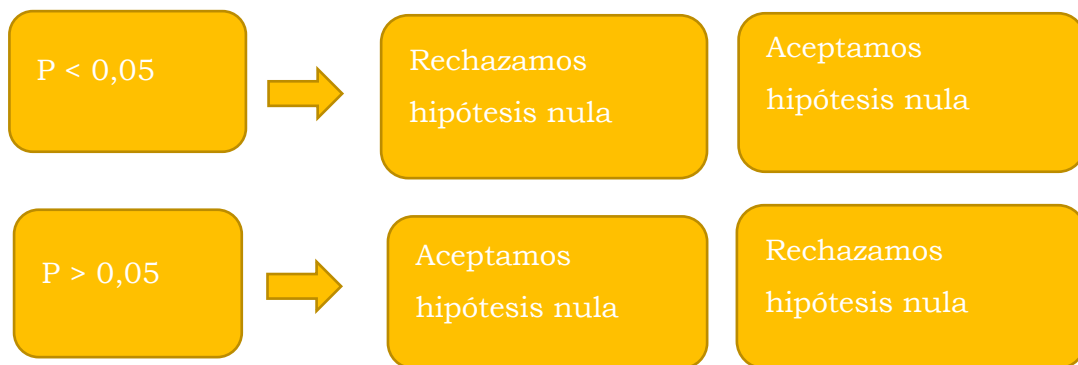 P < 0,05
Rechazamos
hipótesis nula
Aceptamos
hipótesis nula
P > 0,05
Aceptamos
hipótesis nula
Rechazamos
hipótesis nula